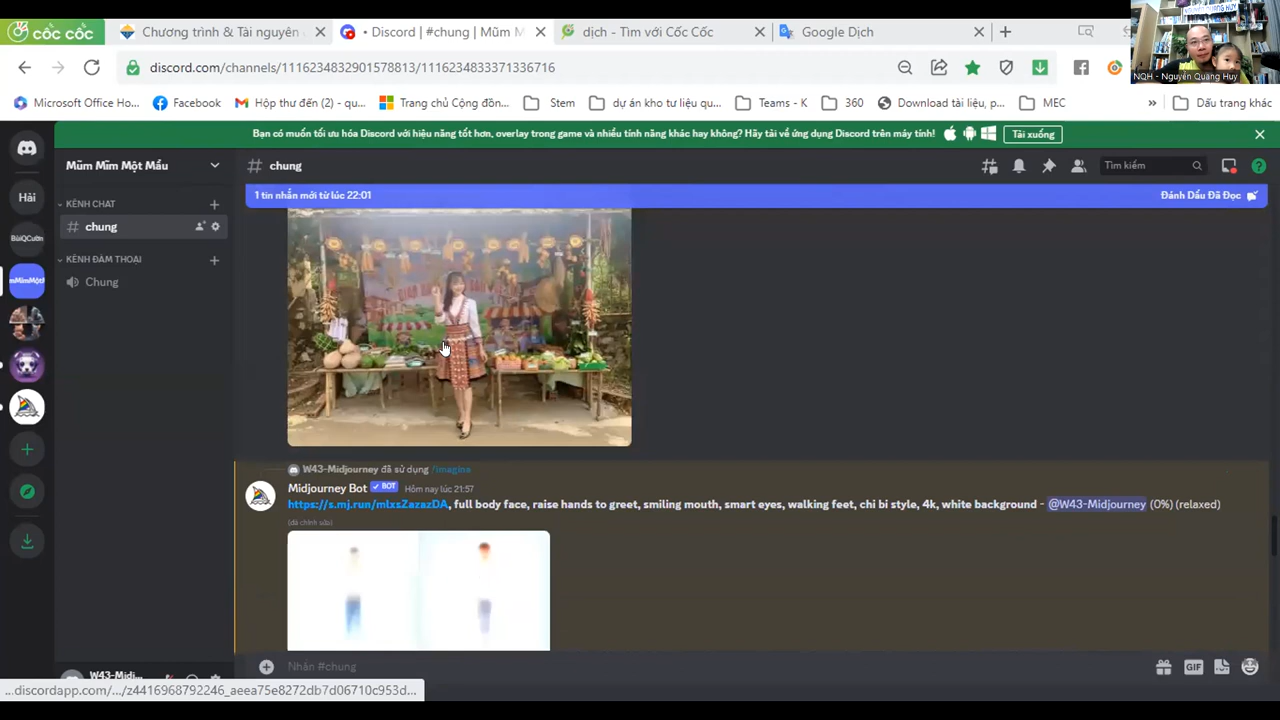 cốc cốc
Chương trình & Tài nguyên
• Discord | #chung | Mũm M
dịch - Tìm với Cốc Cốc
Google Dịch
NGUYỄN QUANG HUY
NQH - Nguyễn Quang Huy
discord.com/channels/1116234832901578813/1116234833371336716
Microsoft Office Ho...
Facebook
Hộp thư đến (2) - qu...
Trang chủ Cộng đồn...
Stem
dự án kho tư liệu qu...
Teams - K
360
Download tài liệu, p...
MEC
»
Dấu trang khác
Bạn có muốn tối ưu hóa Discord với hiệu năng tốt hơn, overlay trong game và nhiều tính năng khác hay không? Hãy tải về ứng dụng Discord trên máy tính!
Tải xuống
Mũm Mĩm Một Mẩu
# chung
Tìm kiếm
Hải
1 tin nhắn mới từ lúc 22:01
Đánh Dấu Đã Đọc
KÊNH CHAT
# chung
BùiQCườn
KÊNH ĐÀM THOẠI
Chung
W43-Midjourney đã sử dụng /imagine
Midjourney Bot ✓ BOT Hôm nay lúc 21:57
https://s.mj.run/mlxsZazazDA, full body face, raise hands to greet, smiling mouth, smart eyes, walking feet, chi bi style, 4k, white background - @W43-Midjourney (0%) (relaxed)
(đã chỉnh sửa)
W43-Midj...
Nhắn #chung
GIF
...discordapp.com/.../z4416968792246_aeea75e8272db7d06710c953d...